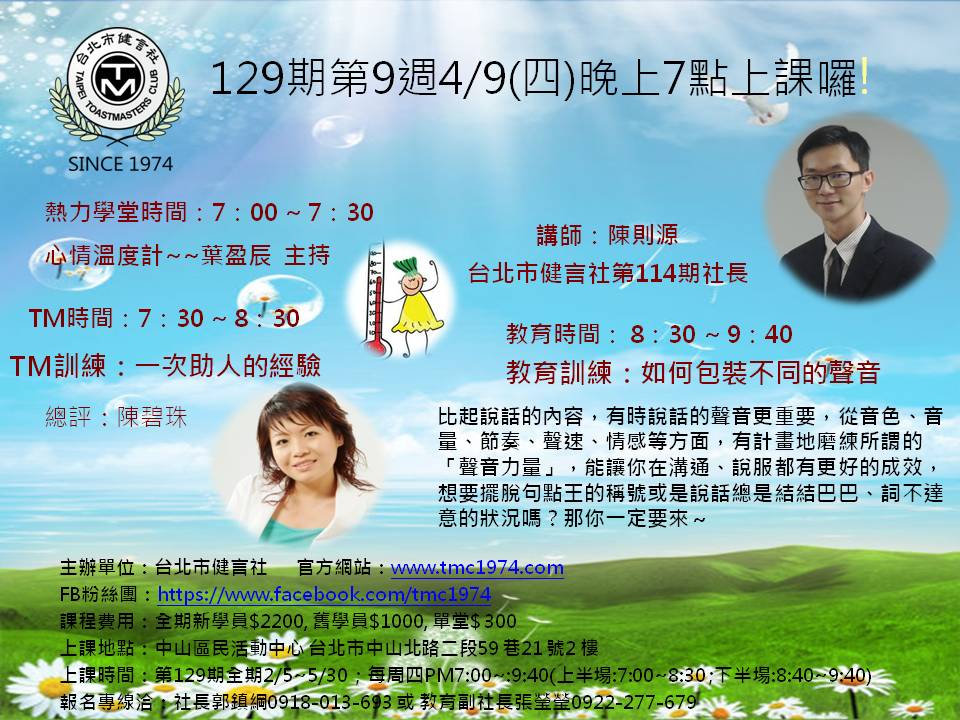 台北市健言社
TAIPEI TOASTMASTERS CLUB
TM
SINCE 1974
129期第9週4/9(四)晚上7點上課囉!
熱力學堂時間：7：00 ~ 7：30
心情溫度計~~葉盈辰 主持
TM時間：7：30 ~ 8：30
TM訓練：一次助人的經驗
總評：陳碧珠
講師：陳則源
台北市健言社第114期社長
教育時間： 8：30 ~ 9：40
教育訓練：如何包裝不同的聲音
比起說話的內容，有時說話的聲音更重要，從音色、音
量、節奏、聲速、情感等方面，有計畫地磨練所謂的
「聲音力量」，能讓你在溝通、說服都有更好的成效，
想要擺脫句點王的稱號或是說話總是結結巴巴、詞不達
意的狀況嗎？那你一定要來～
主辦單位：台北市健言社 官方網站：www.tmc1974.com
FB粉絲團：https://www.facebook.com/tmc1974
課程費用：全期新學員$2200, 舊學員$1000, 單堂$300
上課地點：中山區民活動中心 台北市中山北路二段59巷21號2樓
上課時間：第129期全期2/5~5/30；每周四PM7:00~:9:40(上半場:7:00~8:30;下半場:8:40~9:40)
報名專線洽：社長郭鎮綱0918-013-693 或 教育副社長張瑩瑩0922-277-679